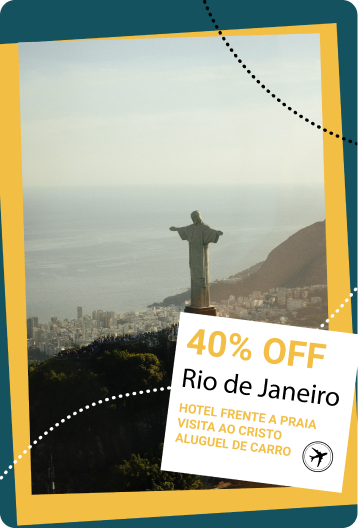 40% OFF
Rio de Janeiro
HOTEL FRENTE A PRAIA
VISITA AO CRISTO
ALUGUEL DE CARRO